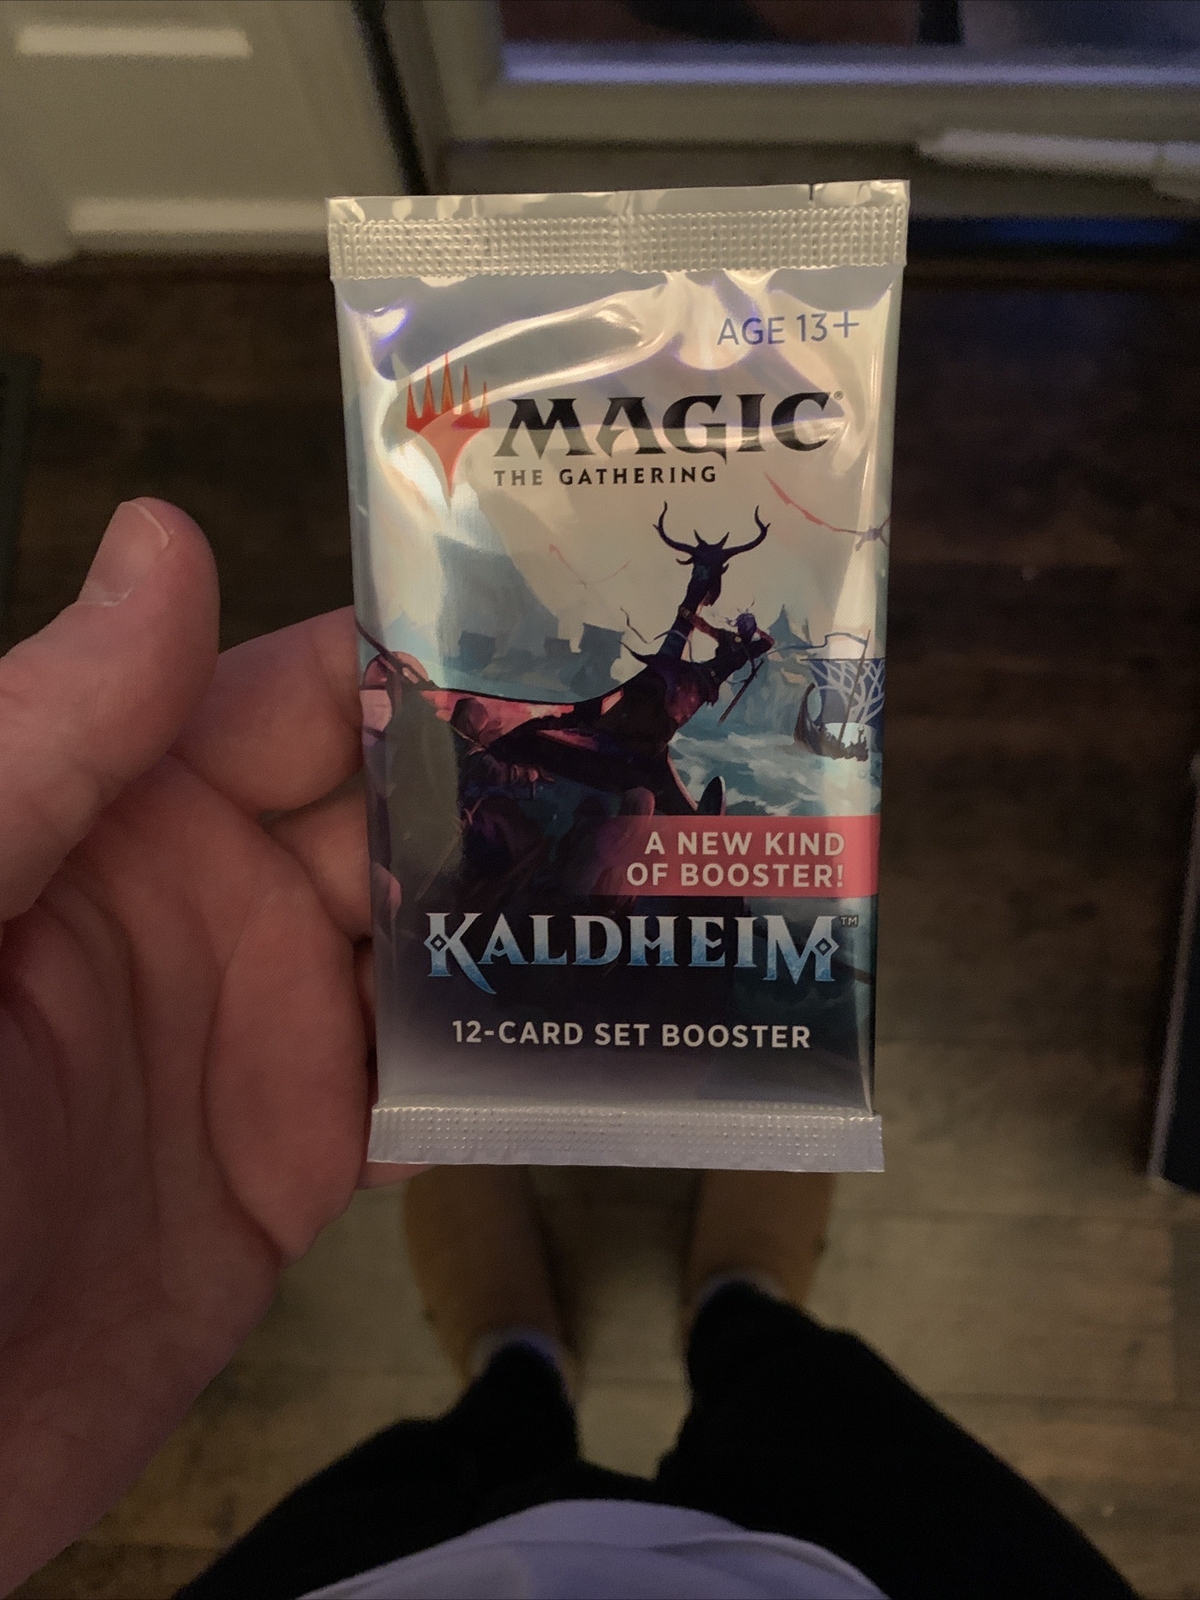 AGE 13+
MAGIC®
THE GATHERING
A NEW KIND
OF BOOSTER!
KALDHEIM™
12-CARD SET BOOSTER